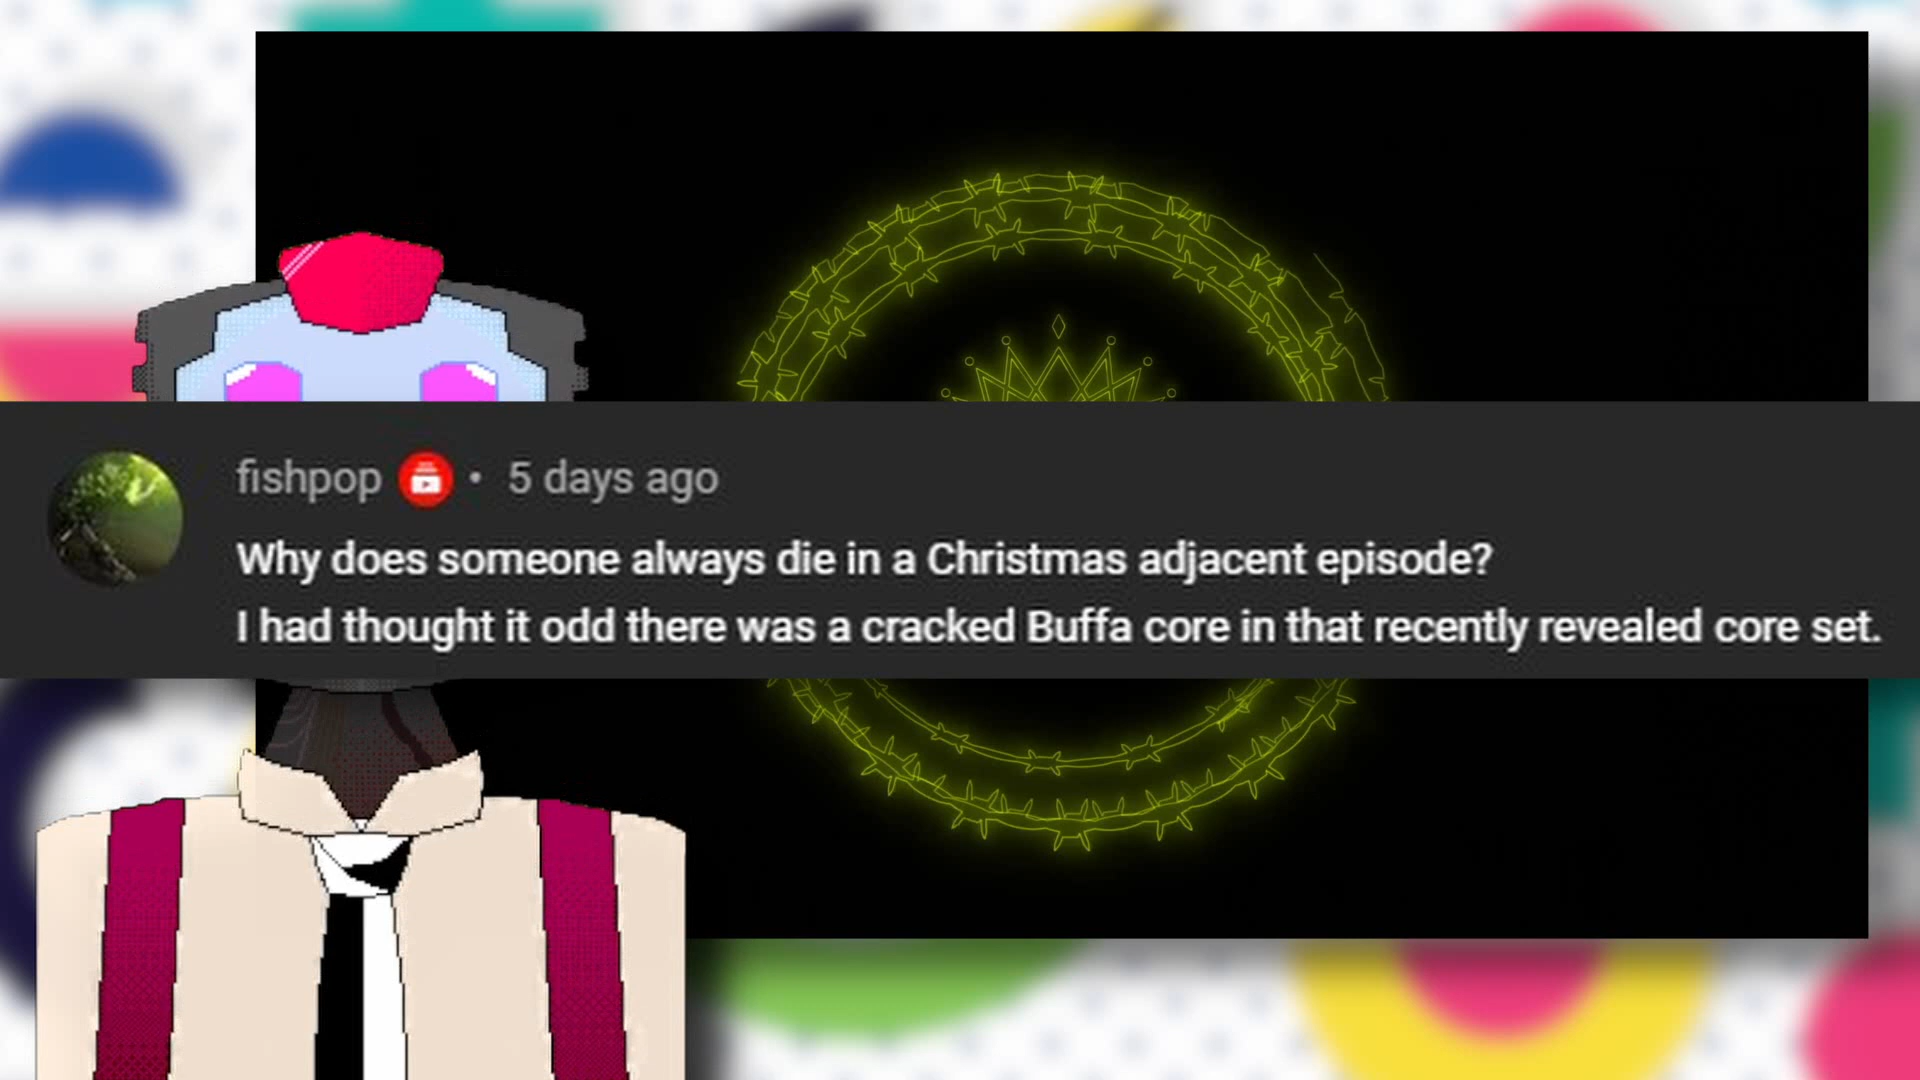 fishpop • 5 days ago
Why does someone always die in a Christmas adjacent episode?
I had thought it odd there was a cracked Buffa core in that recently revealed core set.